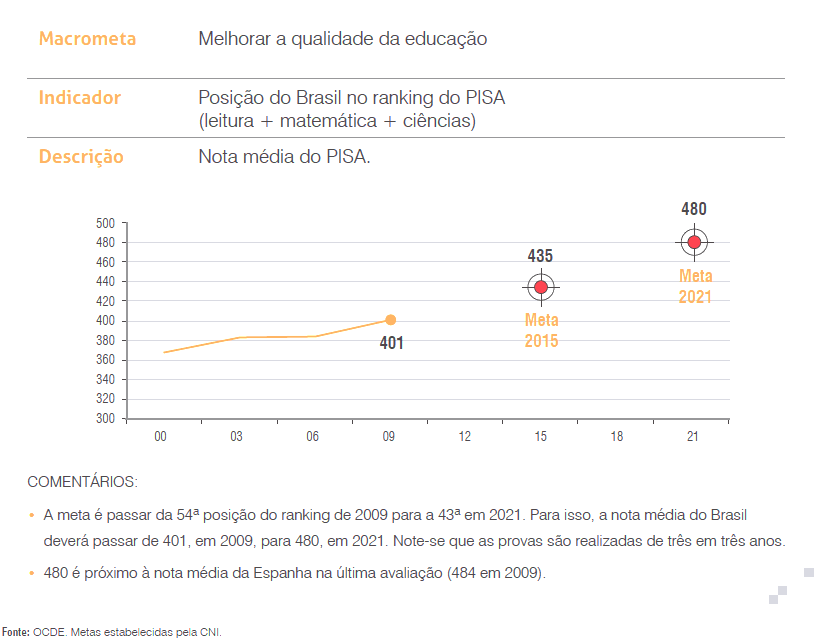 Macrometa Melhorar a qualidade da educação
Indicador Posição do Brasil no ranking do PISA
(leitura + matemática + ciências)
Descrição Nota média do PISA.
500
480
460
440
420
400
380
360
340
320
300
480
Meta
2021
435
Meta
2015
401
00 03 06 09 12 15 18 21
COMENTÁRIOS:
• A meta é passar da 54ª posição do ranking de 2009 para a 43ª em 2021. Para isso, a nota média do Brasil
deverá passar de 401, em 2009, para 480, em 2021. Note-se que as provas são realizadas de três em três anos.
• 480 é próximo à nota média da Espanha na última avaliação (484 em 2009).
Fonte: OCDE. Metas estabelecidas pela CNI.